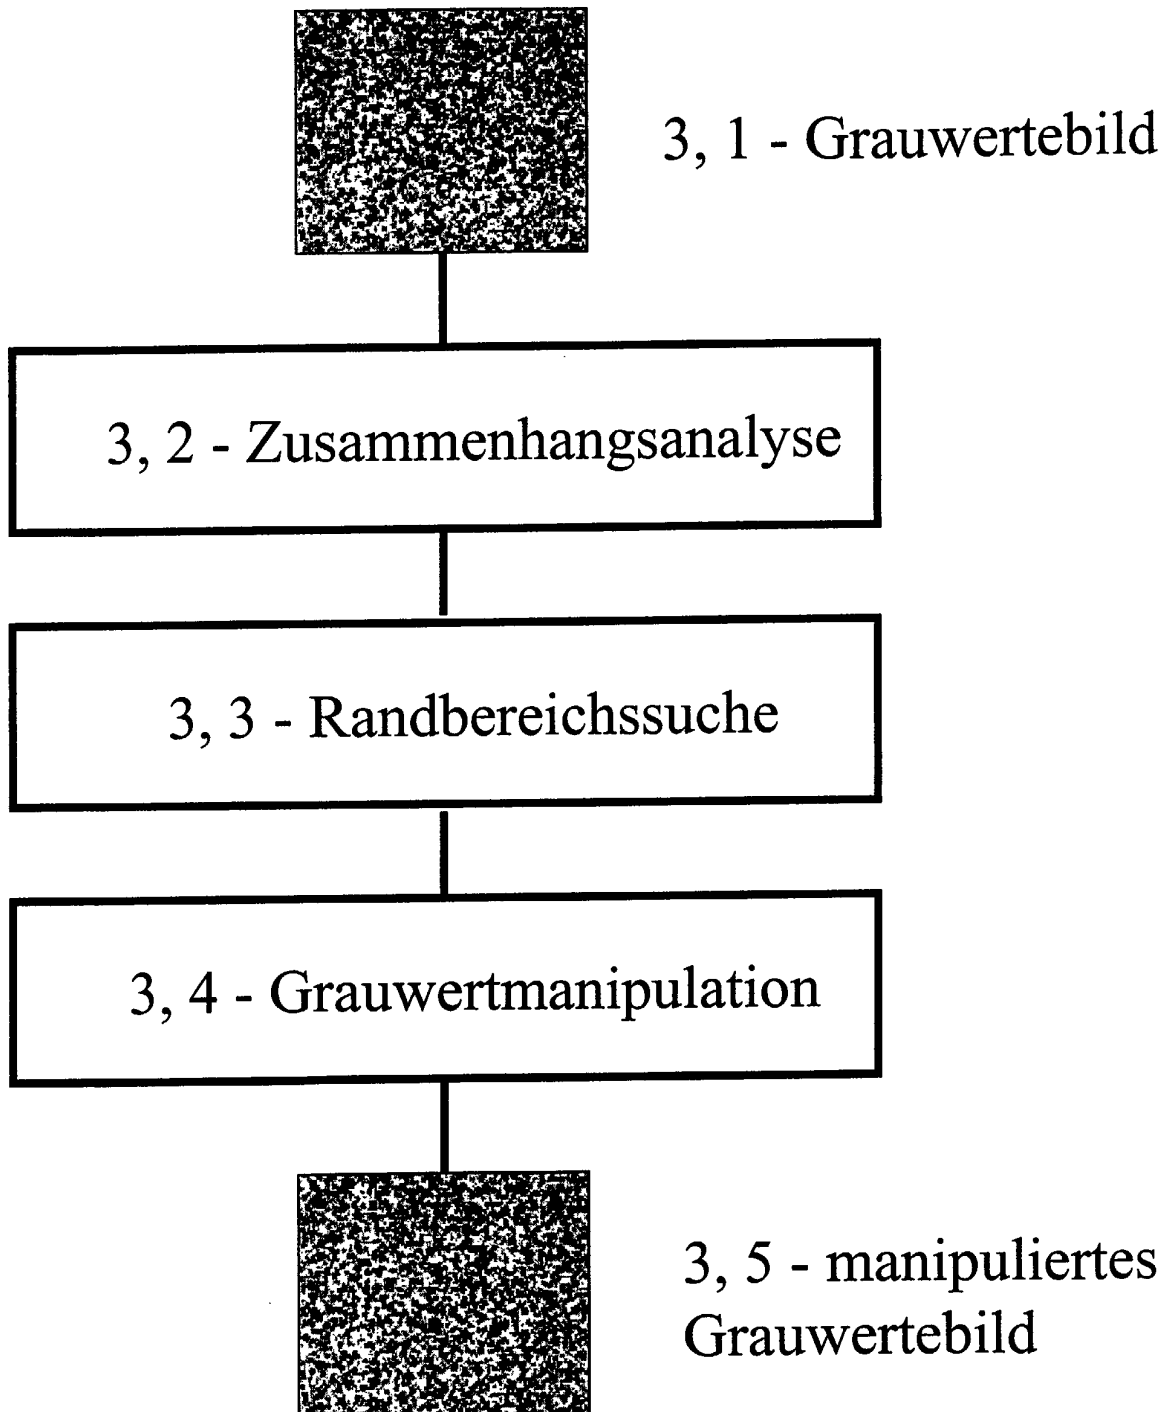 3, 1 - Grauwertebild
3, 2 - Zusammenhangsanalyse
3, 3 - Randbereichssuche
3, 4 - Grauwertmanipulation
3, 5 - manipuliertes
Grauwertebild